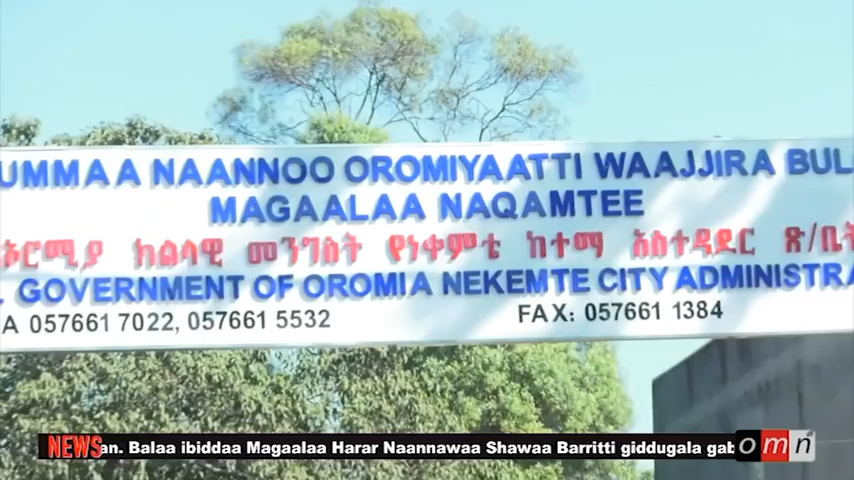 UMMAA NAANNOO OROMIYAATTI WAAJJIRA BUL
MAGAALAA NAQAMTEE
ኦሮሚያ ክልላዊ መንግስት የነቀምቴ ከተማ አስተዳደር ጽ/ቤት
L GOVERNMENT OF OROMIA NEKEMTE CITY ADMINISTRA
A 057661 7022, 057661 5532 FAX: 057661 1384
NEWS an. Balaa ibiddaa Magaalaa Harar Naannawaa Shawaa Barritti giddugala gab omn